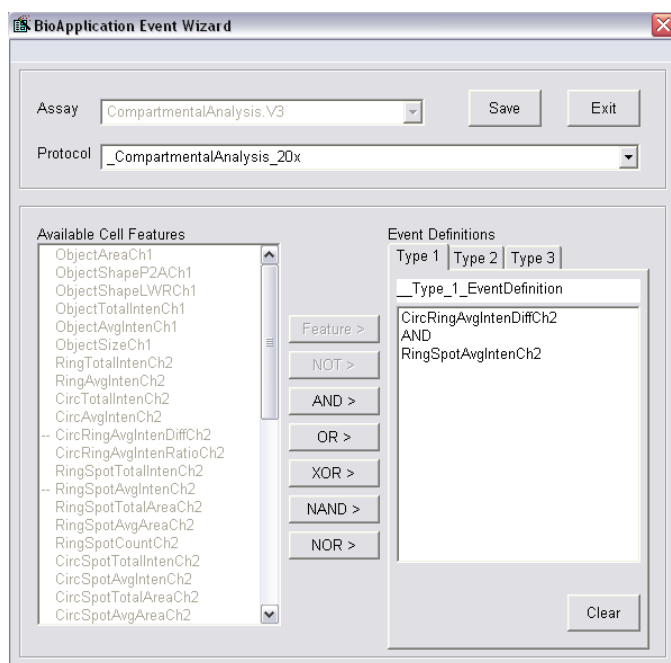 BioApplication Event Wizard
Assay
CompartmentalAnalysis.V3
Save
Exit
Protocol
_CompartmentalAnalysis_20x
Available Cell Features
ObjectAreaCh1
ObjectShapeP2ACh1
ObjectShapeLWRCh1
ObjectTotalIntenCh1
ObjectAvgIntenCh1
ObjectSizeCh1
RingTotalIntenCh2
RingAvgIntenCh2
CircTotalIntenCh2
CircAvgIntenCh2
-- CircRingAvgIntenDiffCh2
CircRingAvgIntenRatioCh2
RingSpotTotalIntenCh2
-- RingSpotAvgIntenCh2
RingSpotTotalAreaCh2
RingSpotAvgAreaCh2
RingSpotCountCh2
CircSpotTotalIntenCh2
CircSpotAvgIntenCh2
CircSpotTotalAreaCh2
CircSpotAvgAreaCh2
Feature >
NOT >
AND >
OR >
XOR >
NAND >
NOR >
Event Definitions
Type 1
Type 2
Type 3
__Type_1_EventDefinition
CircRingAvgIntenDiffCh2
AND
RingSpotAvgIntenCh2
Clear